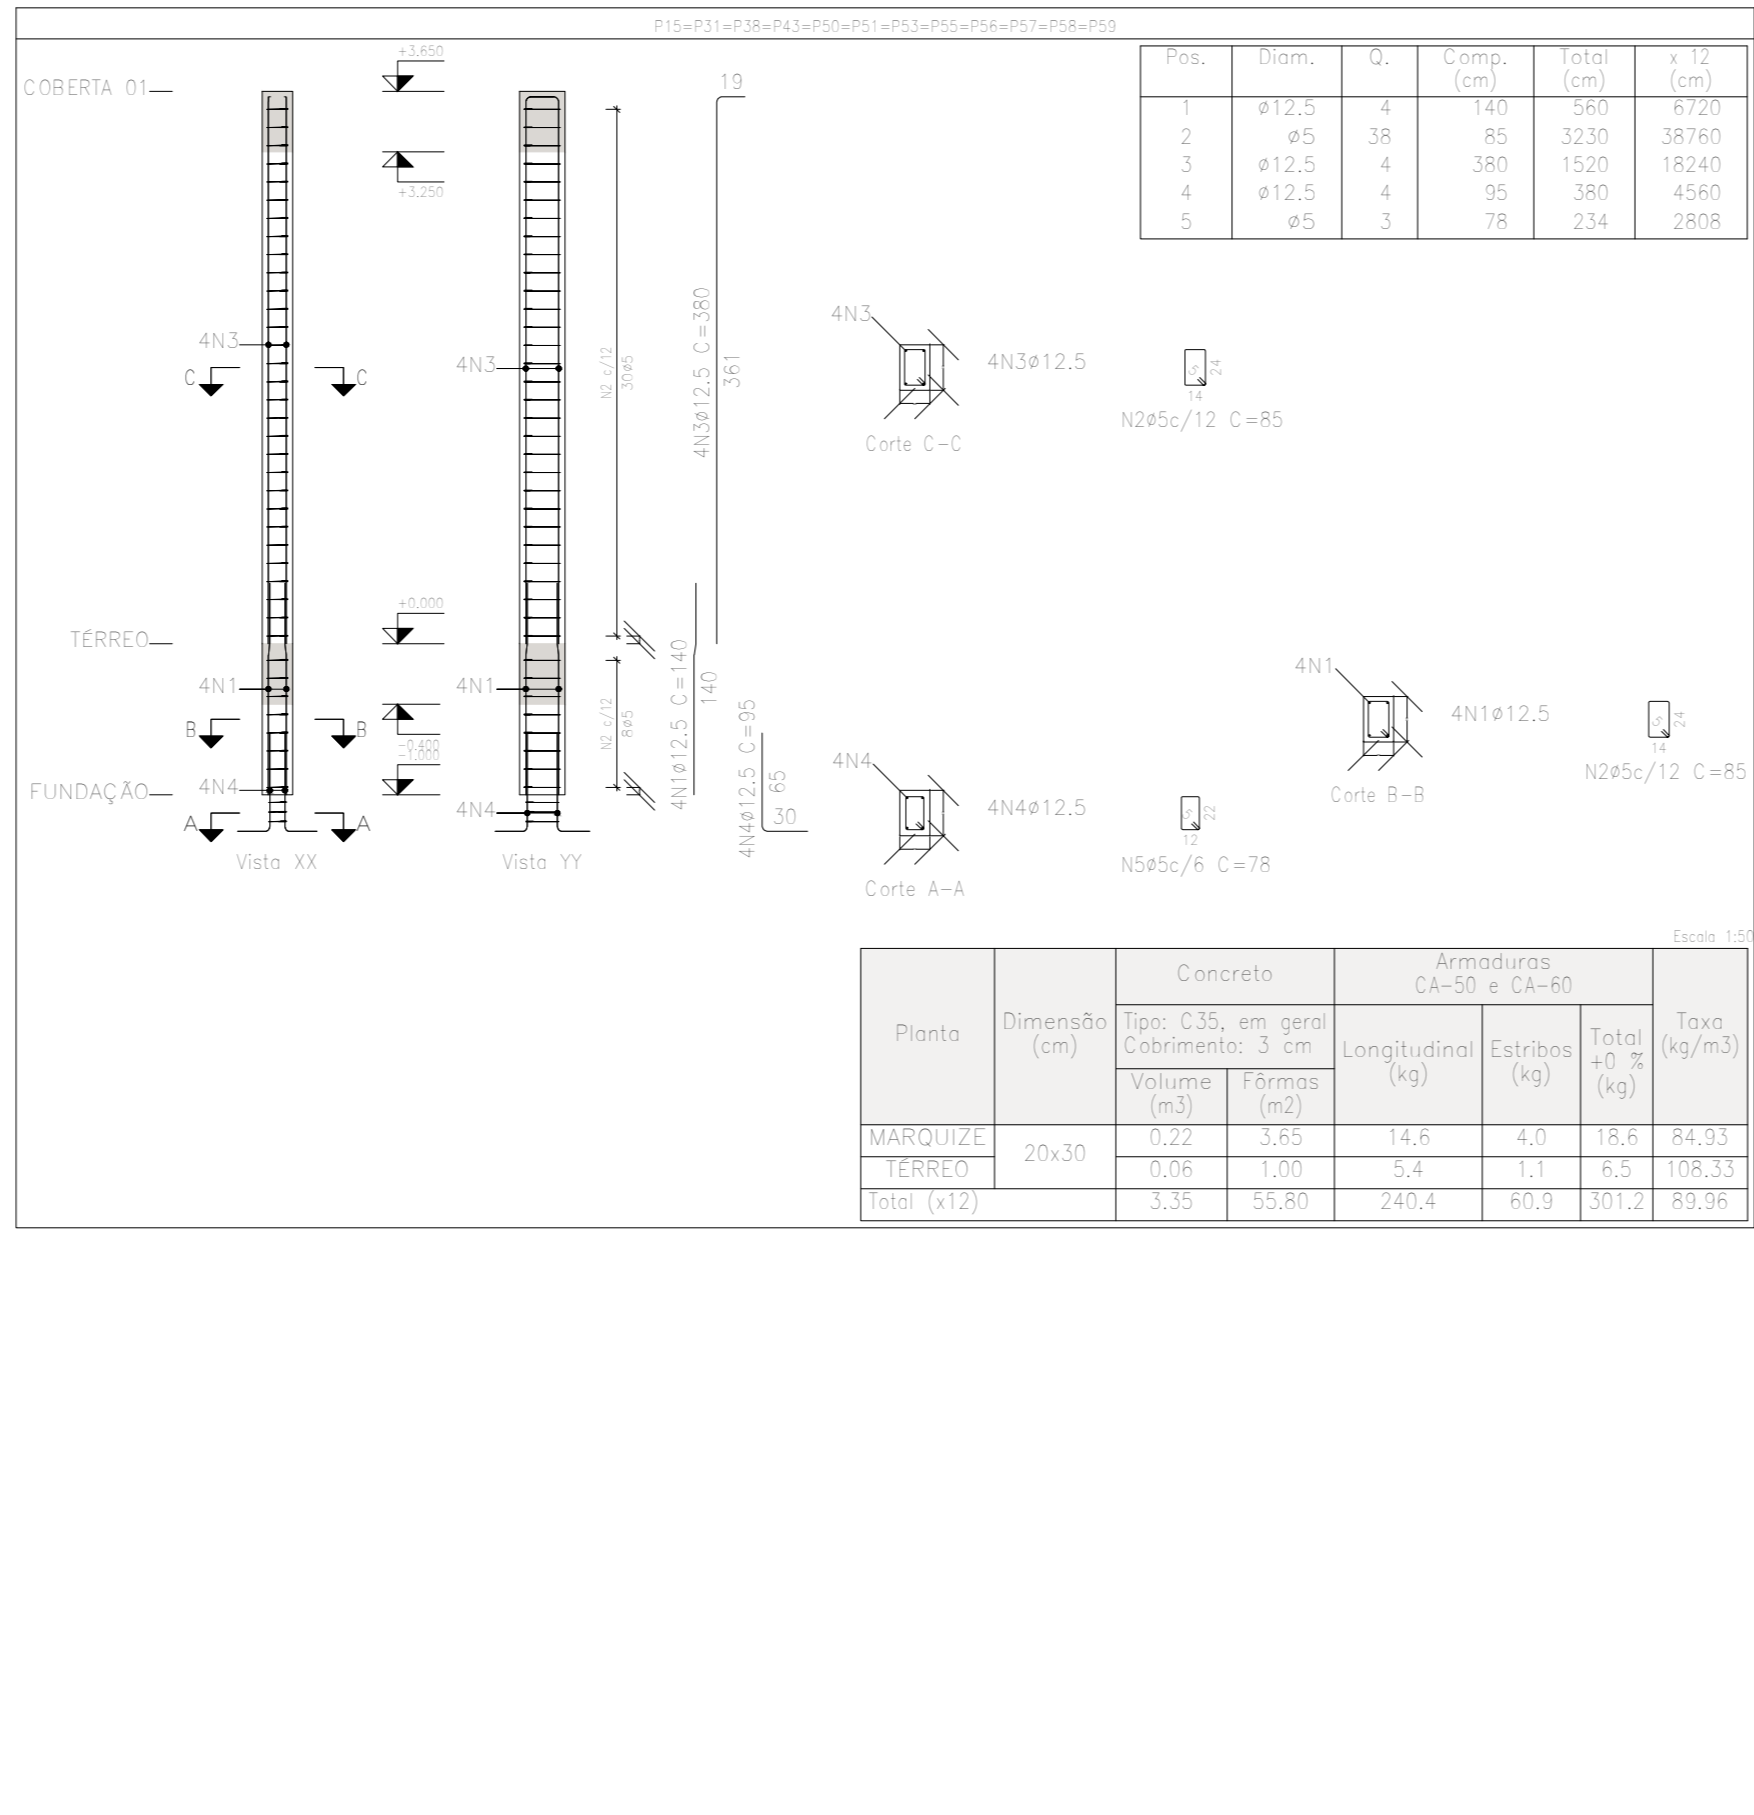 P15=P31=P38=P43=P50=P51=P53=P55=P56=P57=P58=P59
Pos. Diam. Q. Comp. (cm) Total (cm) x 12 (cm)
1 ø12.5 4 140 560 6720
2 ø5 38 85 3230 38760
3 ø12.5 4 380 1520 18240
4 ø12.5 4 95 380 4560
5 ø5 3 78 234 2808
COBERTA 01
+3.650
+3.250
19
4N3
C C
4N3
N2 c/12
30ø5
4N3ø12.5 C=380
361
4N3
4N3ø12.5
Corte C-C
5
24
14
N2ø5c/12 C=85
TÉRREO
+0.000
4N1
B B
-0.400
-1.000
4N1
N2 c/12
8ø5
4N1ø12.5 C=140
140
4N1
4N1ø12.5
Corte B-B
5
24
14
N2ø5c/12 C=85
FUNDAÇÃO
4N4
A A
4N4
4N4ø12.5 C=95
65
30
4N4
4N4ø12.5
Corte A-A
5
22
12
N5ø5c/6 C=78
Vista XX
Vista YY
Escala 1:50
Planta
Dimensão
(cm)
Concreto
Tipo: C35, em geral
Cobrimento: 3 cm
Volume
(m3)
Fôrmas
(m2)
Armaduras
CA-50 e CA-60
Longitudinal
(kg)
Estribos
(kg)
Total
+0 %
(kg)
Taxa
(kg/m3)
MARQUIZE 20x30 0.22 3.65 14.6 4.0 18.6 84.93
TÉRREO 0.06 1.00 5.4 1.1 6.5 108.33
Total (x12) 3.35 55.80 240.4 60.9 301.2 89.96